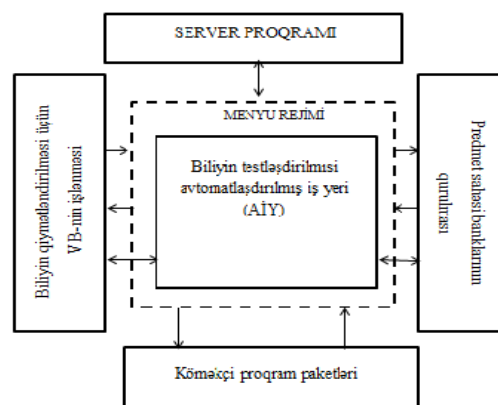 SERVER PROQRAMI
MENYU REJİMİ
Biliyin qiymətləndirilməsi üçün
VB-nin işlənməsi
Biliyin testləşdirilmısi
avtomatlaşdırılmış iş yeri
(AİY)
Predmet sahəsi banklarının
qurulması
Köməkçi proqram paketləri